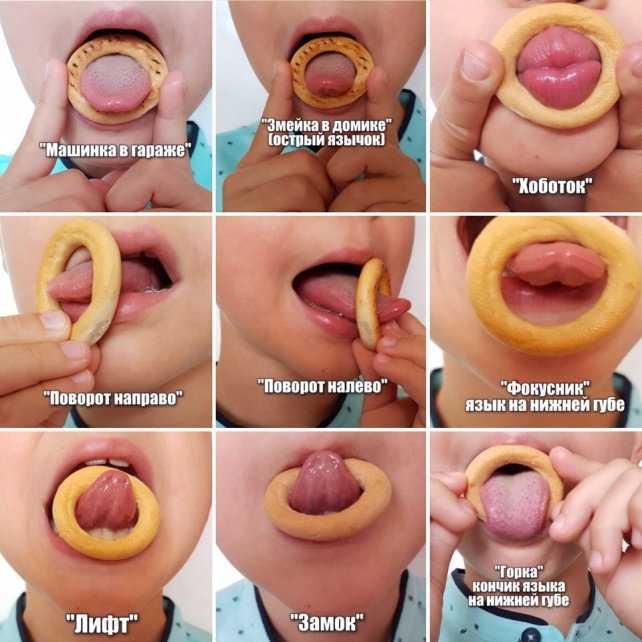 "Машинка в гараже"
"Змейка в домике"
(острый язычок)
"Хоботок"
"Поворот направо"
"Поворот налево"
"Фокусник"
язык на нижней губе
"Лифт"
"Замок"
"Горка"
кончик языка
на нижней губе